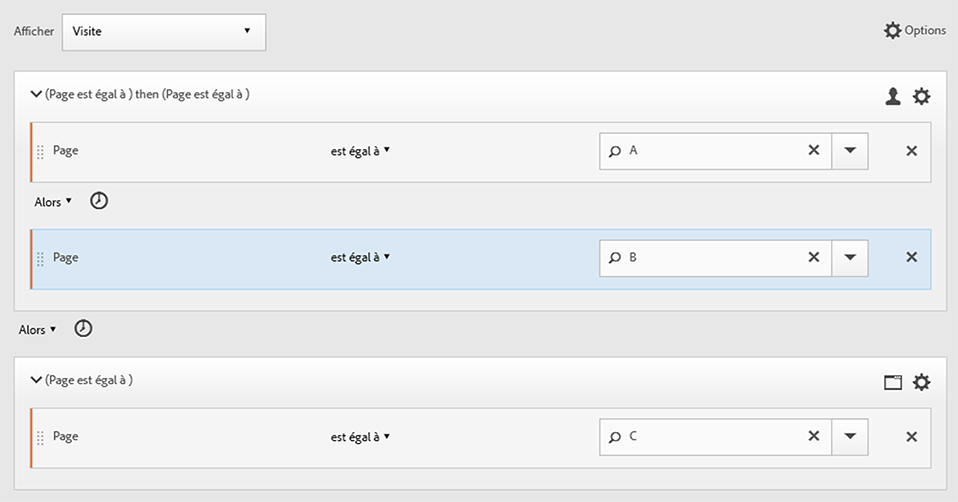 Afficher Visite Options
(Page est égal à ) then (Page est égal à )
Page est égal à A
Alors
Page est égal à B
Alors
(Page est égal à )
Page est égal à C